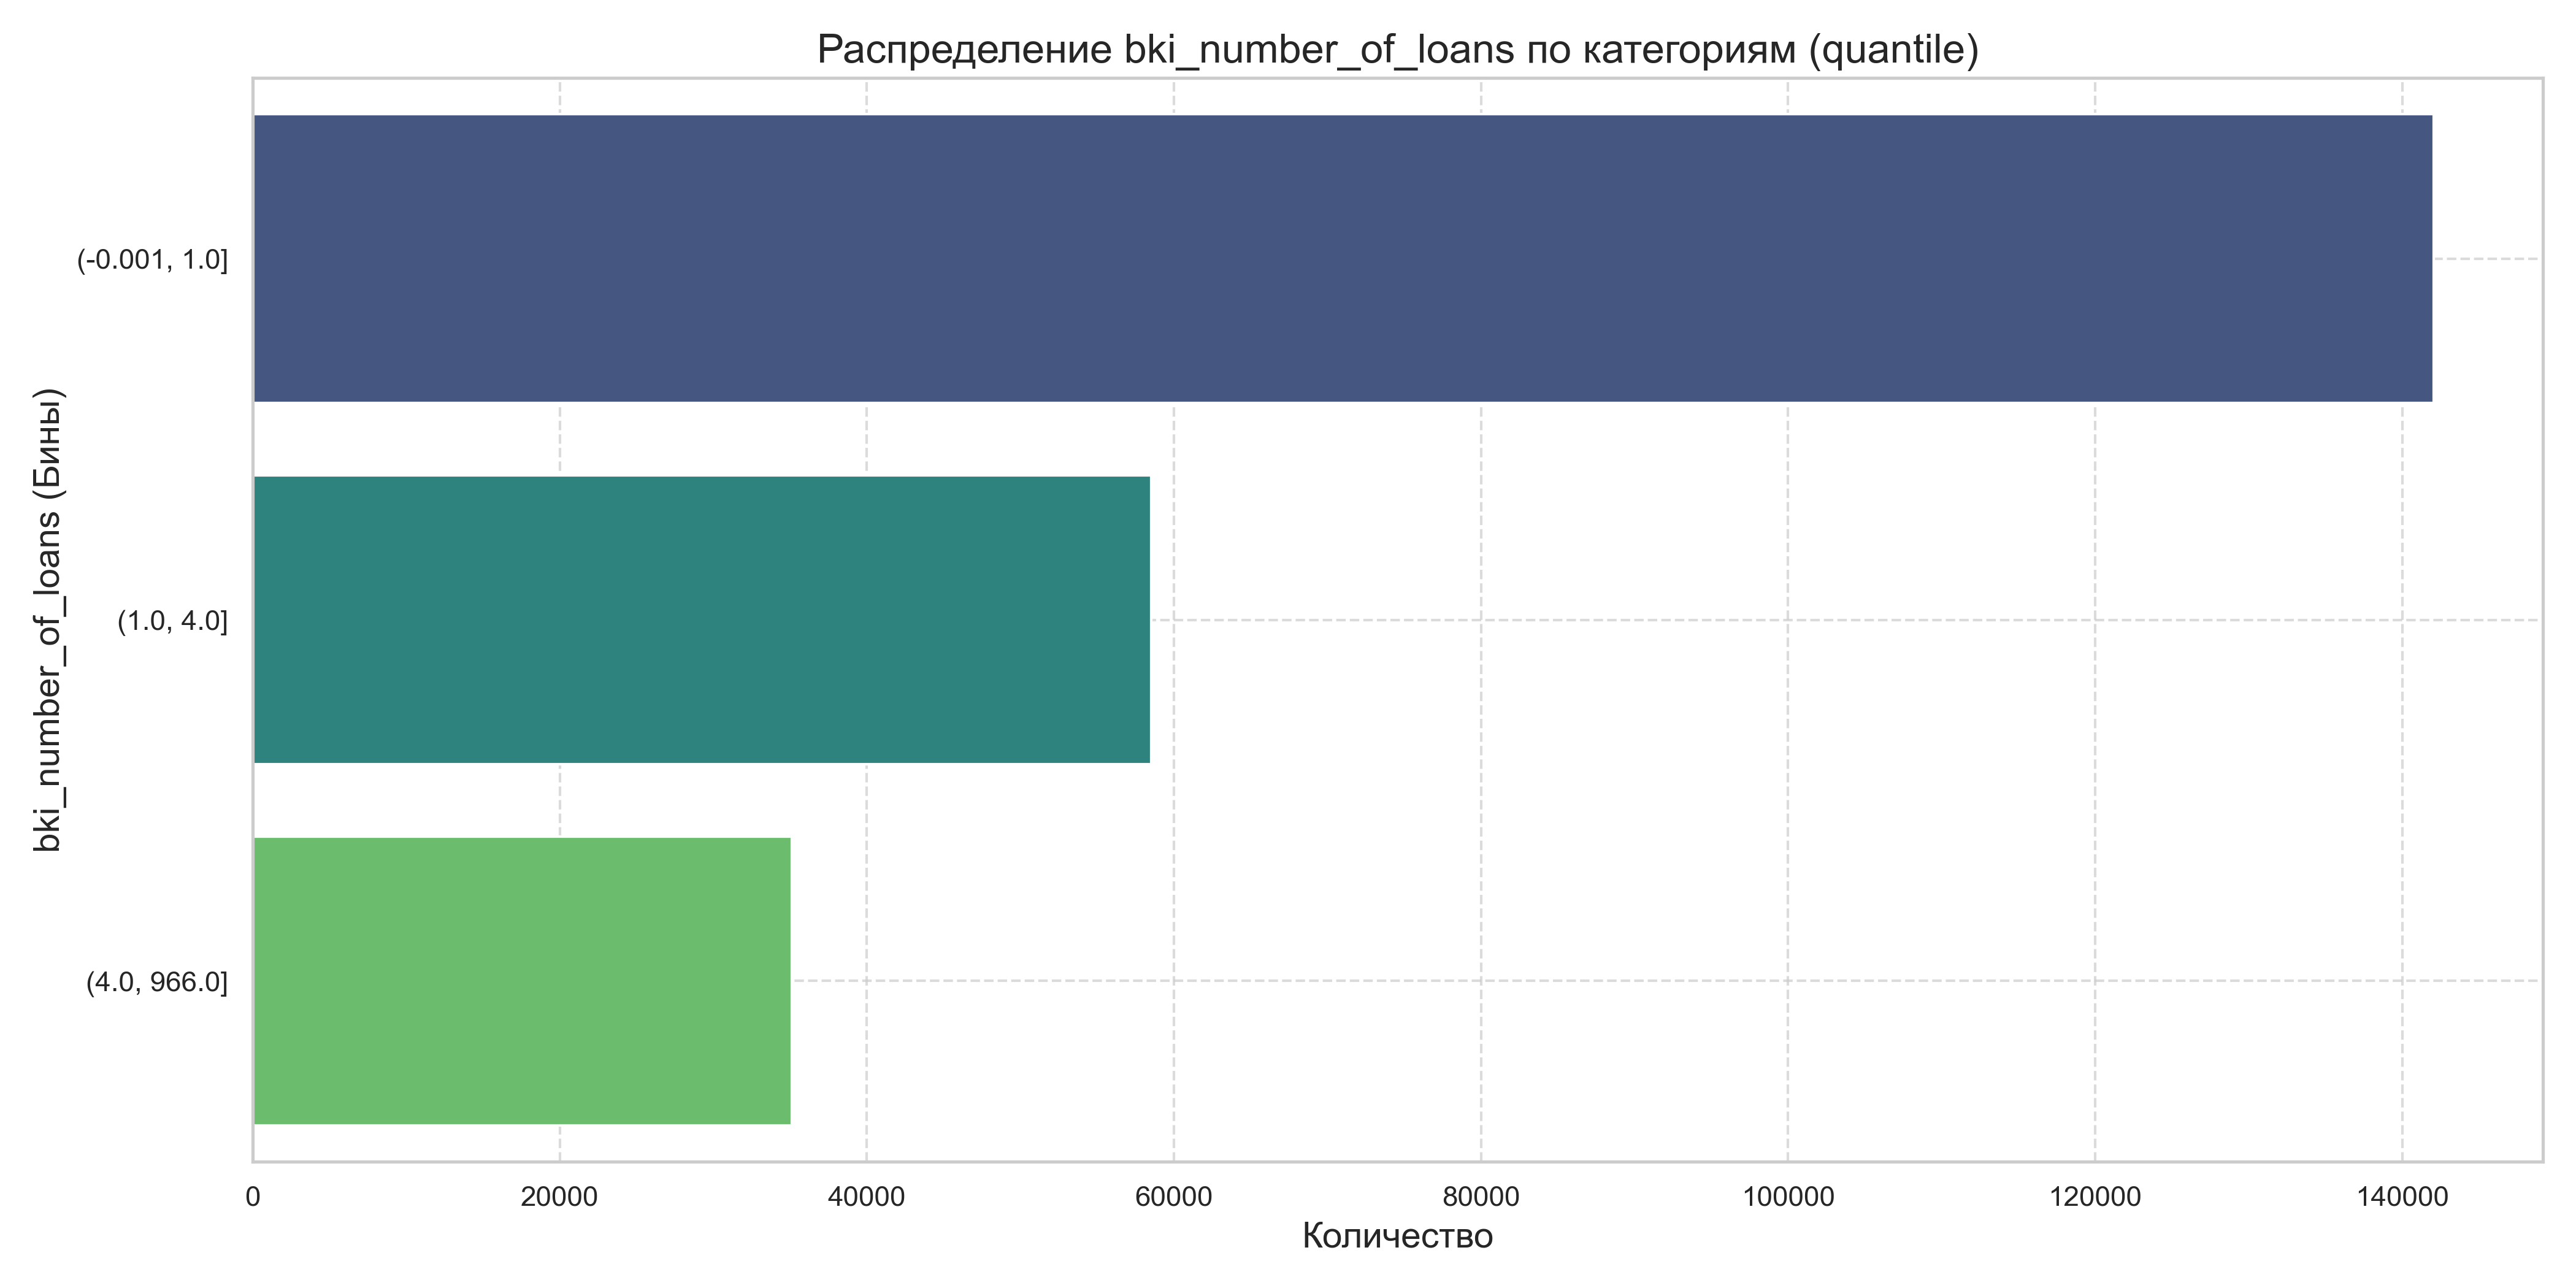 Распределение bki_number_of_loans по категориям (quantile)
bki_number_of_loans (Бины)
(-0.001, 1.0]
(1.0, 4.0]
(4.0, 966.0]
0 20000 40000 60000 80000 100000 120000 140000
Количество